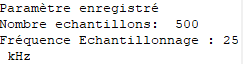 Paramètre enregistré
Nombre echantillons:  500
Fréquence Echantillonnage : 25
 kHz